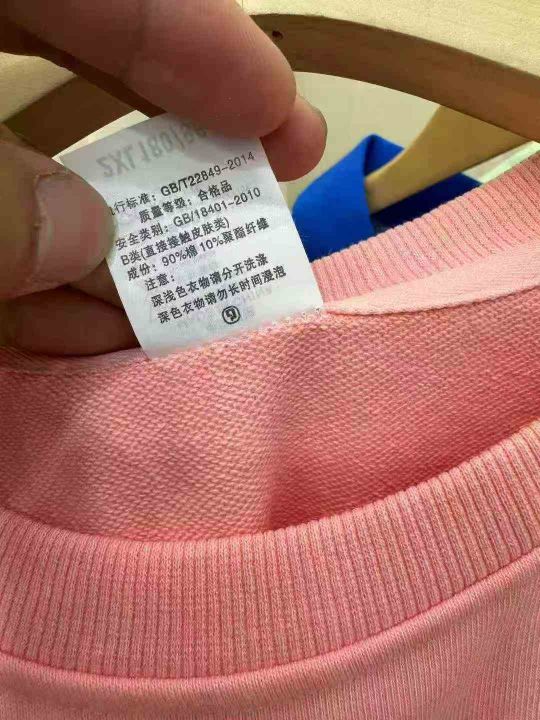 行标准：GB/T22849-2014
质量等级：合格品
安全类别：GB/18401-2010
B类(直接接触皮肤类)
成份：90%棉 10%聚酯纤维
注意：
深浅色衣物请分开洗涤
深色衣物请勿长时间浸泡